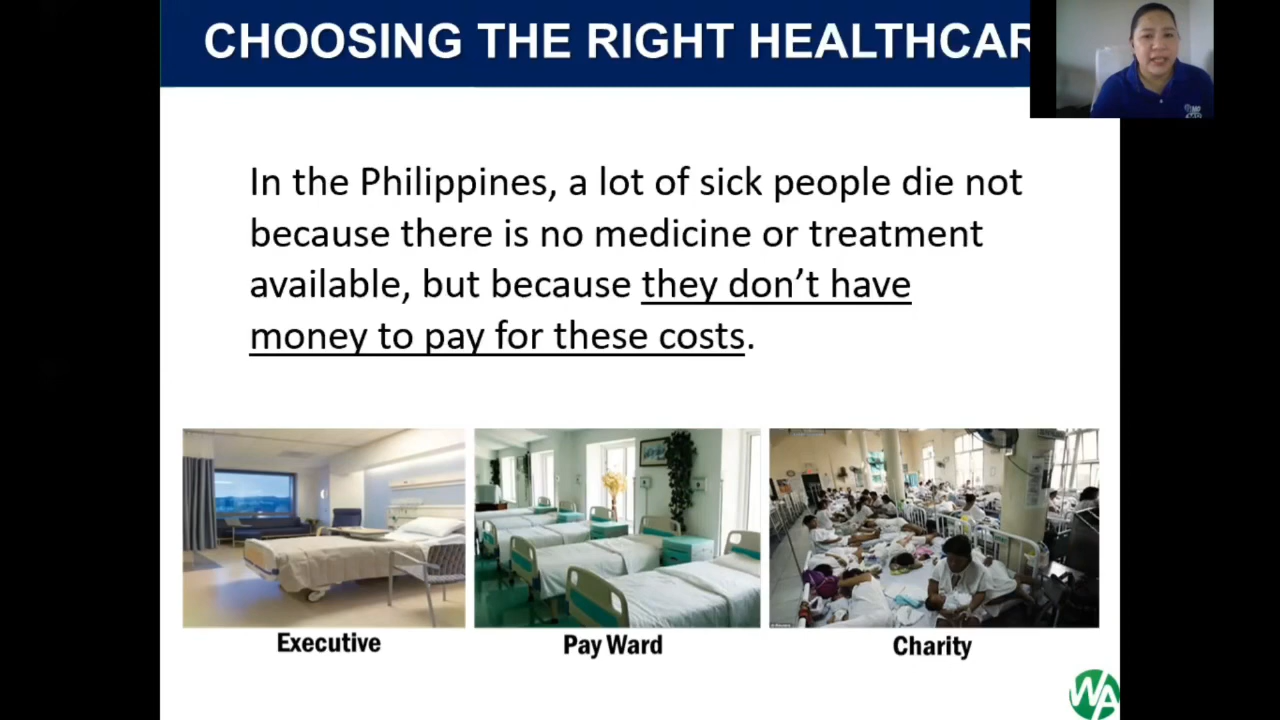 CHOOSING THE RIGHT HEALTHCAR
In the Philippines, a lot of sick people die not
because there is no medicine or treatment
available, but because they don’t have
money to pay for these costs.
Executive
Pay Ward
Charity
WA